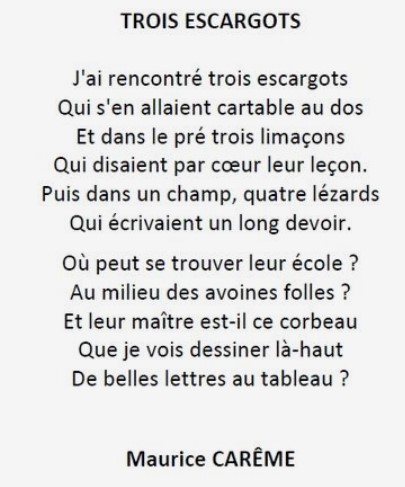 TROIS ESCARGOTS
J'ai rencontré trois escargots
Qui s'en allaient cartable au dos
Et dans le pré trois limaçons
Qui disaient par cœur leur leçon.
Puis dans un champ, quatre lézards
Qui écrivaient un long devoir.
Où peut se trouver leur école ?
Au milieu des avoines folles ?
Et leur maître est-il ce corbeau
Que je vois dessiner là-haut
De belles lettres au tableau ?
Maurice CARÊME